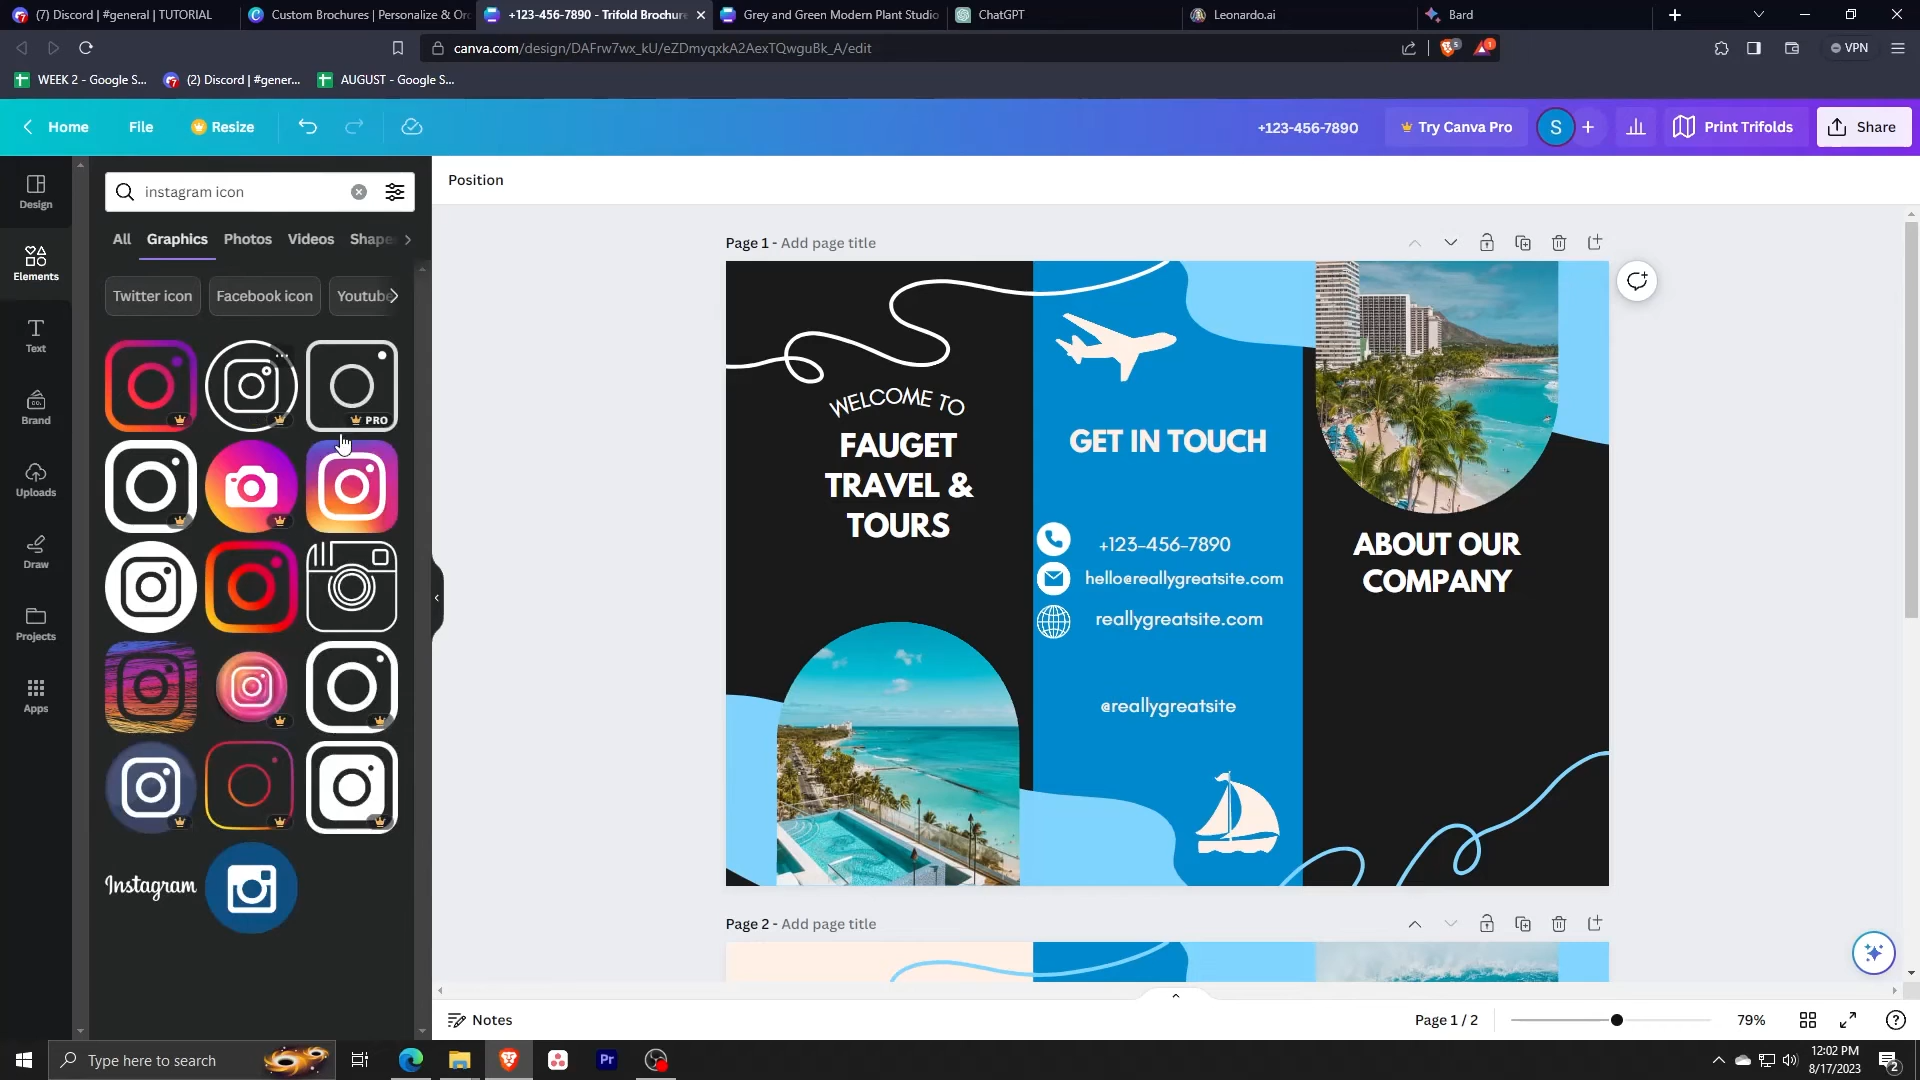 (7) Discord | #general | TUTORIAL
Custom Brochures | Personalize & Or
+123-456-7890 - Trifold Brochure
Grey and Green Modern Plant Studio
ChatGPT
Leonardo.ai
Bard
canva.com/design/DAFrw7wx_kU/eZDmyqxkA2AexTQwguBk_A/edit
5
1
VPN
WEEK 2 - Google S...
(2) Discord | #gener...
AUGUST - Google S...
Home
File
Resize
+123-456-7890
Try Canva Pro
S
Print Trifolds
Share
Design
Elements
Text
Brand
Uploads
Draw
Projects
Apps
instagram icon
All
Graphics
Photos
Videos
Shape
Twitter icon
Facebook icon
Youtube
PRO
Instagram
Position
Page 1 - Add page title
WELCOME TO
FAUGET
TRAVEL &
TOURS
GET IN TOUCH
+123-456-7890
hello@reallygreatsite.com
reallygreatsite.com
@reallygreatsite
ABOUT OUR
COMPANY
Page 2 - Add page title
Notes
Page 1 / 2
79%
Type here to search
Pr
12:02 PM
8/17/2023
2